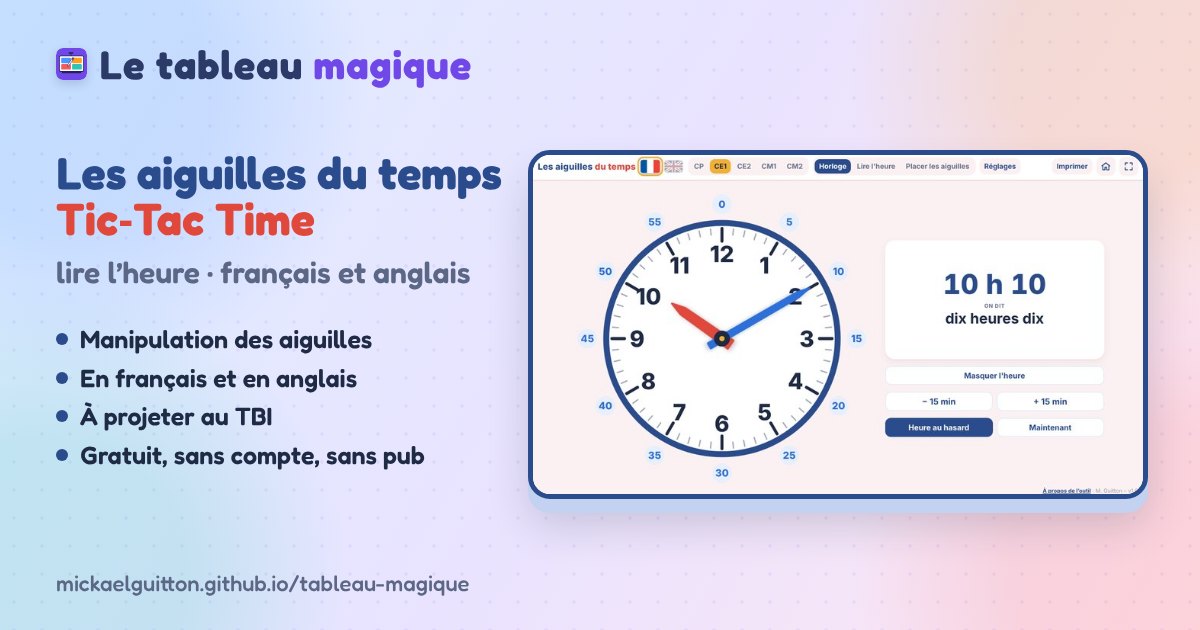 Le tableau magique
Les aiguilles du temps
Tic-Tac Time
lire l’heure · français et anglais
Manipulation des aiguilles
En français et en anglais
À projeter au TBI
Gratuit, sans compte, sans pub
mickaelguitton.github.io/tableau-magique
Les aiguilles du temps CP CE1 CE2 CM1 CM2 Horloge Lire l'heure Placer les aiguilles Réglages Imprimer
0
55 5
50 10
45 15
40 20
35 25
30
12
11 1
10 2
9 3
8 4
7 5
6
10 h 10
ON DIT
dix heures dix
Masquer l'heure
− 15 min + 15 min
Heure au hasard Maintenant
À propos de l'outil · M. Guitton